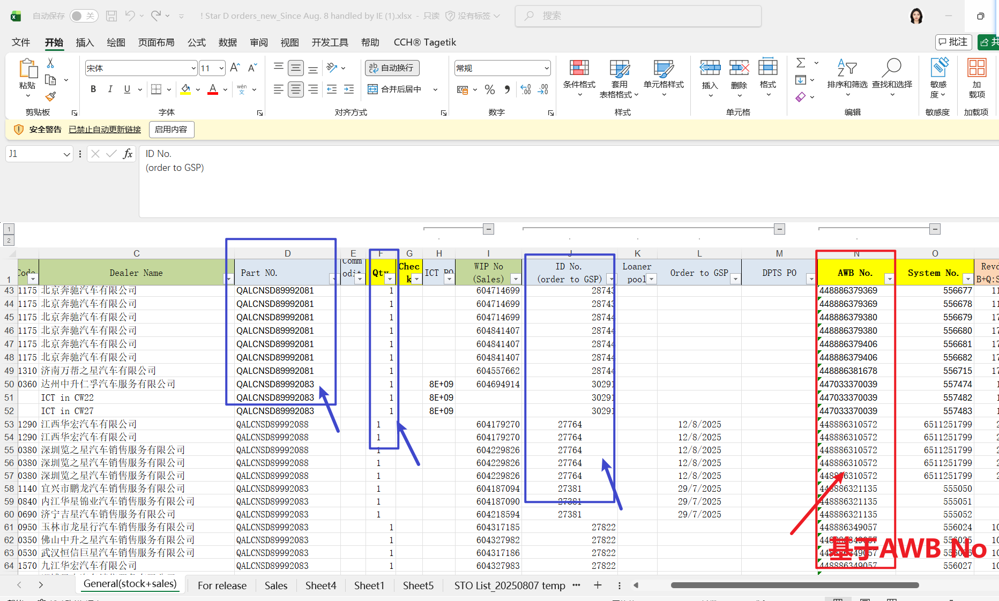 自动保存 关 ! Star D orders_new_Since Aug. 8 handled by IE (1).xlsx - 只读 没有标签 搜索
文件 开始 插入 绘图 页面布局 公式 数据 审阅 视图 开发工具 帮助 CCH® Tagetik 批注
宋体 11 自动换行 常规
粘贴 B I U wén 文 合并后居中 % 条件格式 套用 表格格式 单元格样式 插入 删除 格式 排序和筛选 查找和选择 敏感度 加载项
剪贴板 字体 对齐方式 数字 样式 单元格 编辑 敏感度 加载项
安全警告 已禁止自动更新链接 启用内容
J1 fx ID No.
(order to GSP)
1
2
C D E F G H I J K L M N O
1 Code Dealer Name Part NO. Comm odit Qty Chec k ICT PO WIP No (Sales) ID No. (order to GSP) Loaner pool Order to GSP DPTS PO AWB No. System No.
43 1175 北京奔驰汽车有限公司 QALCNSD89992081 1 604714699 28743 448886379369 556677
44 1175 北京奔驰汽车有限公司 QALCNSD89992081 1 604714699 28743 448886379369 556678
45 1175 北京奔驰汽车有限公司 QALCNSD89992081 1 604714699 28744 448886379380 556679
46 1175 北京奔驰汽车有限公司 QALCNSD89992081 1 604841407 28744 448886379380 556680
47 1175 北京奔驰汽车有限公司 QALCNSD89992081 1 604841407 28744 448886379406 556681
48 1175 北京奔驰汽车有限公司 QALCNSD89992081 1 604841407 28744 448886379406 556682
49 1310 济南万帮之星汽车有限公司 QALCNSD89992081 1 604557662 28744 448886381678 556715
50 0360 达州中升仁孚汽车服务有限公司 QALCNSD89992083 1 8E+09 604694914 30291 447033370039 557474
51 ICT in CW22 QALCNSD89992083 1 8E+09 30291 447033370039 557482
52 ICT in CW27 QALCNSD89992083 1 8E+09 30291 447033370039 557483
53 1290 江西华宏汽车有限公司 QALCNSD89992088 1 604179270 27764 12/8/2025 448886310572 6511251799
54 1290 江西华宏汽车有限公司 QALCNSD89992088 1 604179270 27764 12/8/2025 448886310572 6511251799
55 0380 深圳览之星汽车销售服务有限公司 QALCNSD89992088 1 604229826 27764 12/8/2025 448886310572 6511251799
56 0380 深圳览之星汽车销售服务有限公司 QALCNSD89992088 1 604229826 27764 12/8/2025 448886310572 6511251799
57 0380 深圳览之星汽车销售服务有限公司 QALCNSD89992088 1 604229826 27764 12/8/2025 448886310572 6511251799
58 1140 宜兴市鹏龙汽车销售服务有限公司 QALCNSD89992083 1 604187094 27381 29/7/2025 448886321135 555050
59 0840 内江华星锦业汽车销售服务有限公司 QALCNSD89992083 1 604187090 27381 29/7/2025 448886321135 555051
60 0690 济宁吉星汽车销售服务有限公司 QALCNSD89992083 1 604218594 27381 29/7/2025 448886321135 555052
61 0950 玉林市龙星行汽车销售服务有限公司 QALCNSD89992083 1 604317185 27822 448886349057 556024
62 0350 佛山中升之星汽车销售服务有限公司 QALCNSD89992083 1 604327982 27822 448886349057 556025
63 0530 武汉恒信巨星汽车销售服务有限公司 QALCNSD89992083 1 604317186 27822 448886349057
64 1570 九江华宏汽车有限公司 QALCNSD89992083 1 604327983 27822 448886349057 556027
基于AWB No
General(stock+sales) For release Sales Sheet4 Sheet1 Sheet5 STO List_20250807 temp